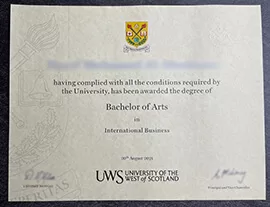 having complied with all the conditions required by
the University, has been awarded the degree of
Bachelor of Arts
in
International Business
UWS UNIVERSITY OF THE
WEST OF SCOTLAND